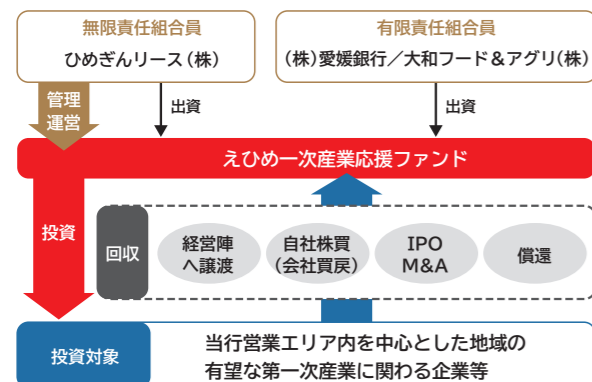 無限責任組合員
ひめぎんリース(株)
有限責任組合員
(株)愛媛銀行／大和フード＆アグリ(株)
管理
運営
出資
出資
えひめ一次産業応援ファンド
投資
回収
経営陣
へ譲渡
自社株買
(会社買戻)
IPO
M&A
償還
投資対象
当行営業エリア内を中心とした地域の
有望な第一次産業に関わる企業等